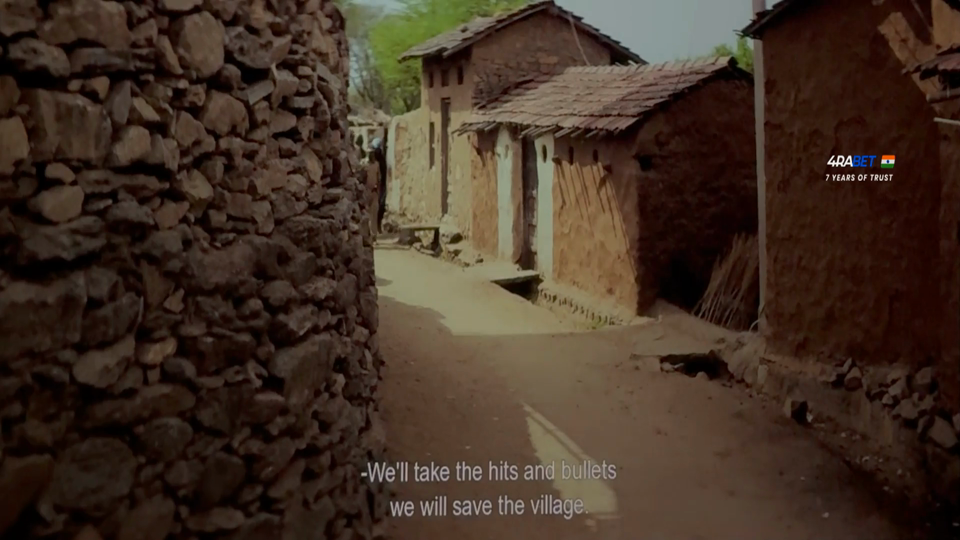 4RABET
7 YEARS OF TRUST
-We'll take the hits and bullets
we will save the village.